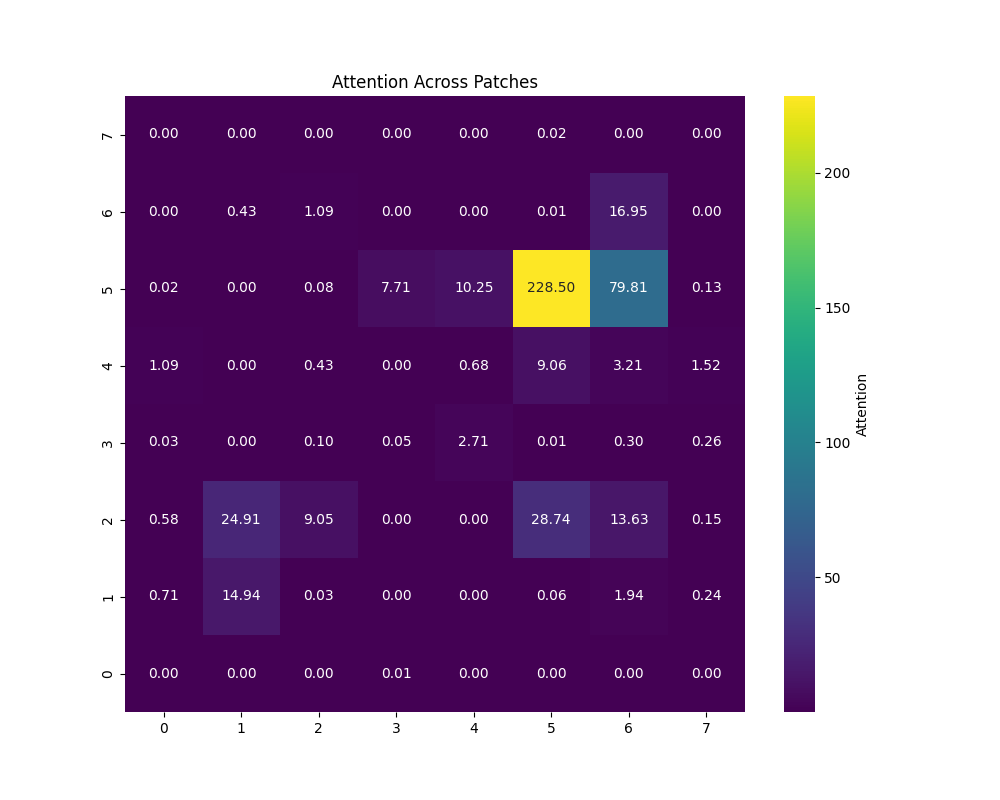 Attention Across Patches
7 0.00 0.00 0.00 0.00 0.00 0.02 0.00 0.00
6 0.00 0.43 1.09 0.00 0.00 0.01 16.95 0.00
5 0.02 0.00 0.08 7.71 10.25 228.50 79.81 0.13
4 1.09 0.00 0.43 0.00 0.68 9.06 3.21 1.52
3 0.03 0.00 0.10 0.05 2.71 0.01 0.30 0.26
2 0.58 24.91 9.05 0.00 0.00 28.74 13.63 0.15
1 0.71 14.94 0.03 0.00 0.00 0.06 1.94 0.24
0 0.00 0.00 0.00 0.01 0.00 0.00 0.00 0.00
0 1 2 3 4 5 6 7
200
150
100
50
Attention